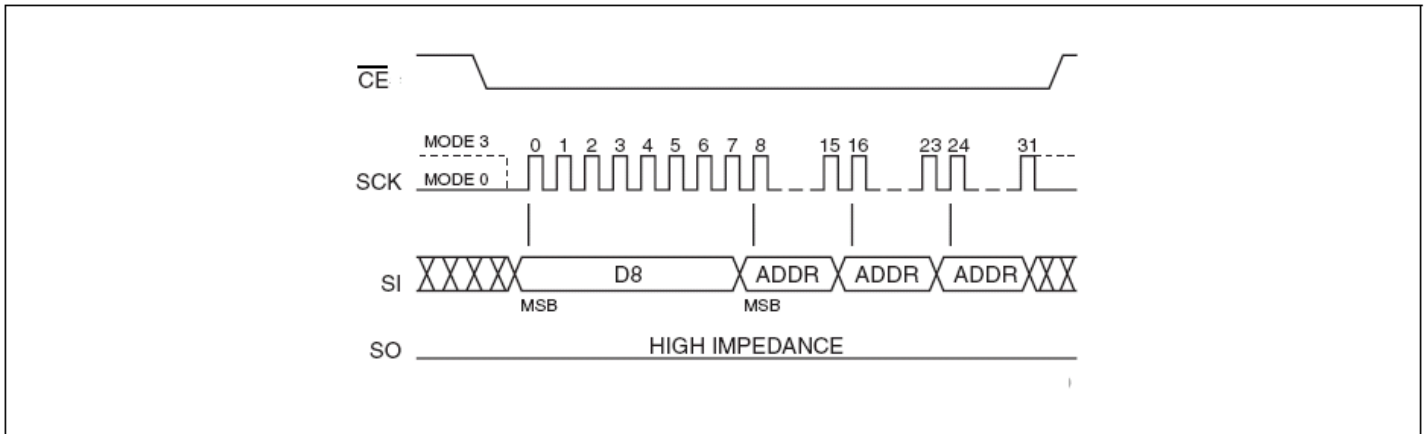 CE
MODE 3
0 1 2 3 4 5 6 7 8 15 16 23 24 31
SCK MODE 0
SI D8 ADDR ADDR ADDR
MSB MSB
SO HIGH IMPEDANCE